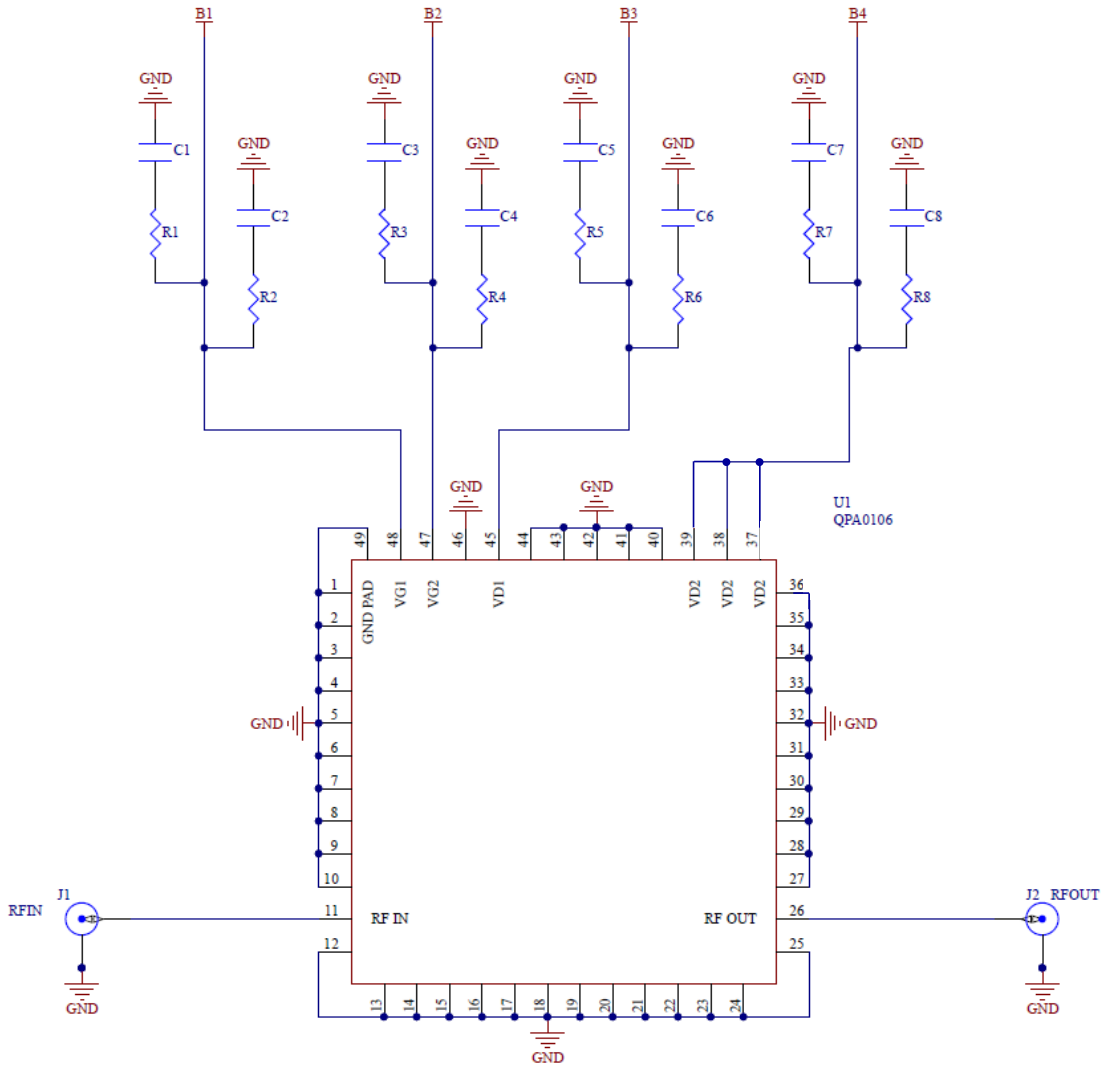 B1
B2
B3
B4
GND
GND
GND
GND
C1
C3
C5
C7
GND
GND
GND
GND
C2
C4
C6
C8
R1
R3
R5
R7
R2
R4
R6
R8
GND
GND
U1
QPA0106
49
48
47
46
45
44
43
42
41
40
39
38
37
GND PAD
VG1
VG2
VD1
VD2
VD2
VD2
1
2
3
4
5
6
7
8
9
10
11
12
36
35
34
33
32
31
30
29
28
27
26
25
GND
GND
J1
RFIN
RF IN
RF OUT
J2 RFOUT
GND
GND
13
14
15
16
17
18
19
20
21
22
23
24
GND